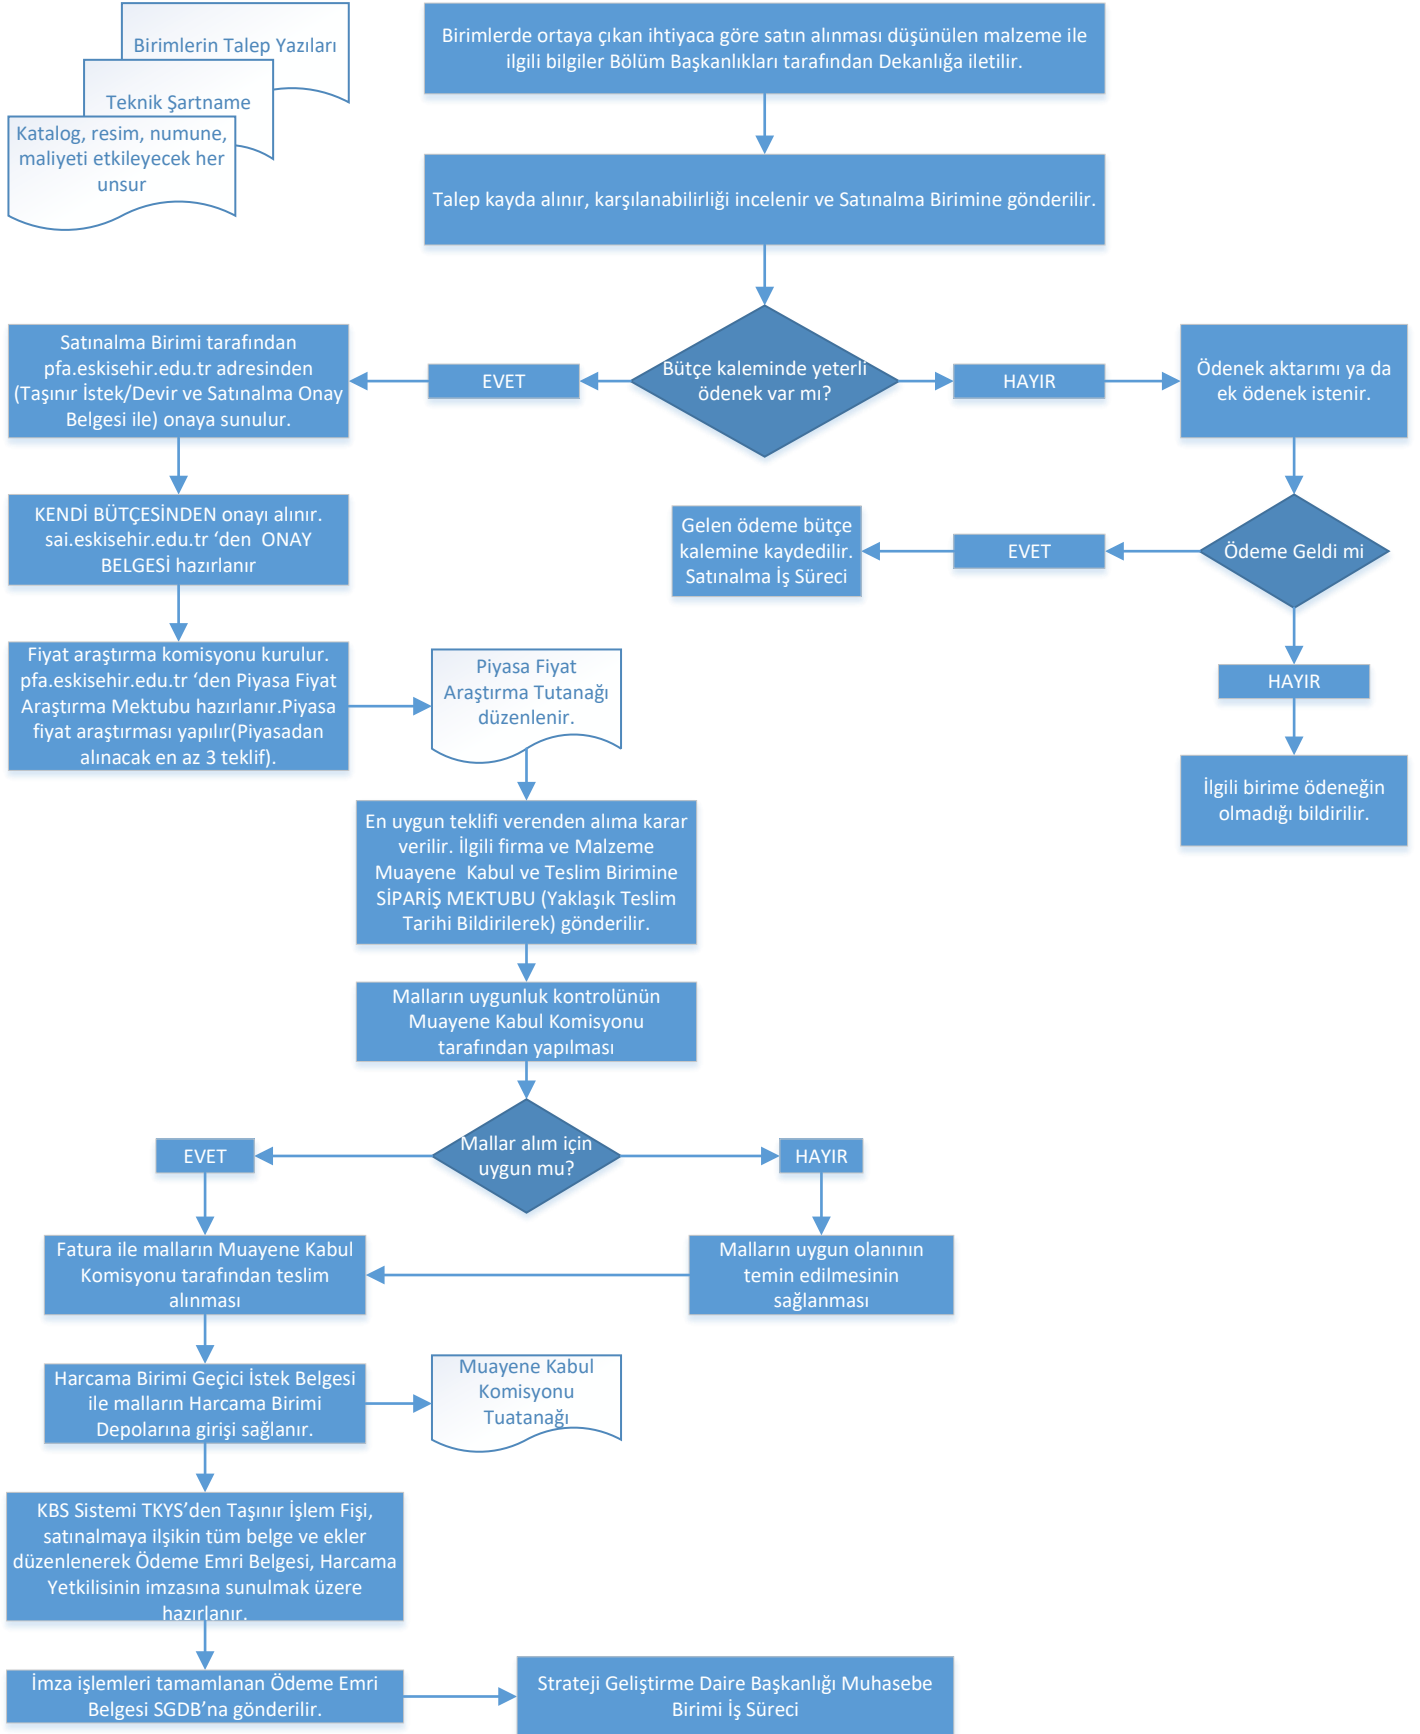 Birimlerin Talep Yazıları
Teknik Şartname
Katalog, resim, numune,
maliyeti etkileyecek her
unsur
Birimlerde ortaya çıkan ihtiyaca göre satın alınması düşünülen malzeme ile
ilgili bilgiler Bölüm Başkanlıkları tarafından Dekanlığa iletilir.
Talep kayda alınır, karşılanabilirliği incelenir ve Satınalma Birimine gönderilir.
Bütçe kaleminde yeterli
ödenek var mı?
EVET
HAYIR
Satınalma Birimi tarafından
pfa.eskisehir.edu.tr adresinden
(Taşınır İstek/Devir ve Satınalma Onay
Belgesi ile) onaya sunulur.
Ödenek aktarımı ya da
ek ödenek istenir.
KENDİ BÜTÇESİNDEN onayı alınır.
sai.eskisehir.edu.tr ‘den  ONAY
BELGESİ hazırlanır
Gelen ödeme bütçe
kalemine kaydedilir.
Satınalma İş Süreci
EVET
Ödeme Geldi mi
HAYIR
İlgili birime ödeneğin
olmadığı bildirilir.
Fiyat araştırma komisyonu kurulur.
pfa.eskisehir.edu.tr ‘den Piyasa Fiyat
Araştırma Mektubu hazırlanır.Piyasa
fiyat araştırması yapılır(Piyasadan
alınacak en az 3 teklif).
Piyasa Fiyat
Araştırma Tutanağı
düzenlenir.
En uygun teklifi verenden alıma karar
verilir. İlgili firma ve Malzeme
Muayene  Kabul ve Teslim Birimine
SİPARİŞ MEKTUBU (Yaklaşık Teslim
Tarihi Bildirilerek) gönderilir.
Malların uygunluk kontrolünün
Muayene Kabul Komisyonu
tarafından yapılması
Mallar alım için
uygun mu?
EVET
HAYIR
Fatura ile malların Muayene Kabul
Komisyonu tarafından teslim
alınması
Malların uygun olanının
temin edilmesinin
sağlanması
Harcama Birimi Geçici İstek Belgesi
ile malların Harcama Birimi
Depolarına girişi sağlanır.
Muayene Kabul
Komisyonu
Tuatanağı
KBS Sistemi TKYS’den Taşınır İşlem Fişi,
satınalmaya ilşikin tüm belge ve ekler
düzenlenerek Ödeme Emri Belgesi, Harcama
Yetkilisinin imzasına sunulmak üzere
hazırlanır.
İmza işlemleri tamamlanan Ödeme Emri
Belgesi SGDB’na gönderilir.
Strateji Geliştirme Daire Başkanlığı Muhasebe
Birimi İş Süreci